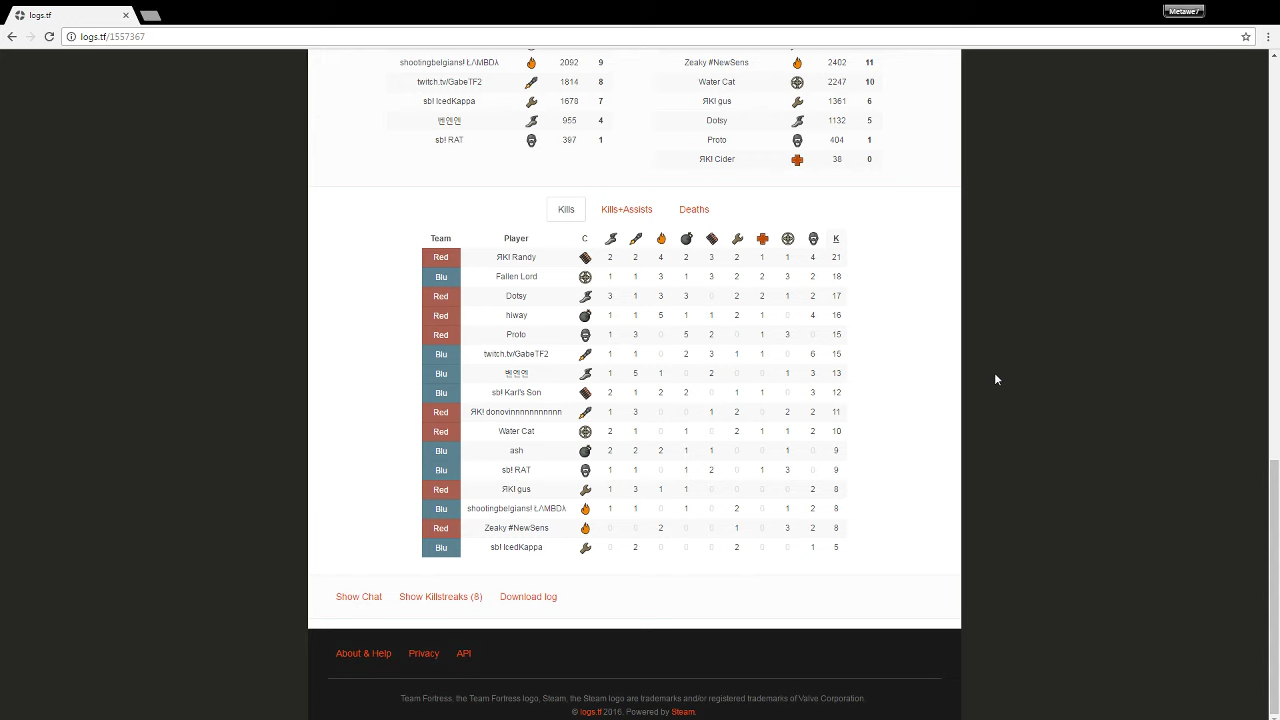 logs.tf
Metawe7
logs.tf/1557367
shootingbelgians! ŁΛMBDλ 2092 9
Zeaky #NewSens 2402 11
twitch.tv/GabeTF2 1814 8
Water Cat 2247 10
sb! IcedKappa 1678 7
ЯK! gus 1361 6
벤엔엔 955 4
Dotsy 1132 5
sb! RAT 397 1
Proto 404 1
ЯK! Cider 38 0
Kills Kills+Assists Deaths
Team Player C K
Red ЯK! Randy 2 2 4 2 3 2 1 1 4 21
Blu Fallen Lord 1 1 3 1 3 2 2 3 2 18
Red Dotsy 3 1 3 3 0 2 2 1 2 17
Red hiway 1 1 5 1 1 2 1 0 4 16
Red Proto 1 3 0 5 2 0 1 3 0 15
Blu twitch.tv/GabeTF2 1 1 0 2 3 1 1 0 6 15
Blu 벤엔엔 1 5 1 0 2 0 0 1 3 13
Blu sb! Karl's Son 2 1 2 2 0 1 1 0 3 12
Red ЯK! donovinnnnnnnnnnn 1 3 0 0 1 2 0 2 2 11
Red Water Cat 2 1 0 1 0 2 1 1 2 10
Blu ash 2 2 2 1 1 0 0 1 0 9
Blu sb! RAT 1 1 0 1 2 0 1 3 0 9
Red ЯK! gus 1 3 1 1 0 0 0 0 2 8
Blu shootingbelgians! ŁΛMBDλ 1 1 0 1 0 2 0 1 2 8
Red Zeaky #NewSens 0 0 2 0 0 1 0 3 2 8
Blu sb! IcedKappa 0 2 0 0 0 2 0 0 1 5
Show Chat Show Killstreaks (8) Download log
About & Help Privacy API
Team Fortress, the Team Fortress logo, Steam, the Steam logo are trademarks and/or registered trademarks of Valve Corporation.
© logs.tf 2016. Powered by Steam.